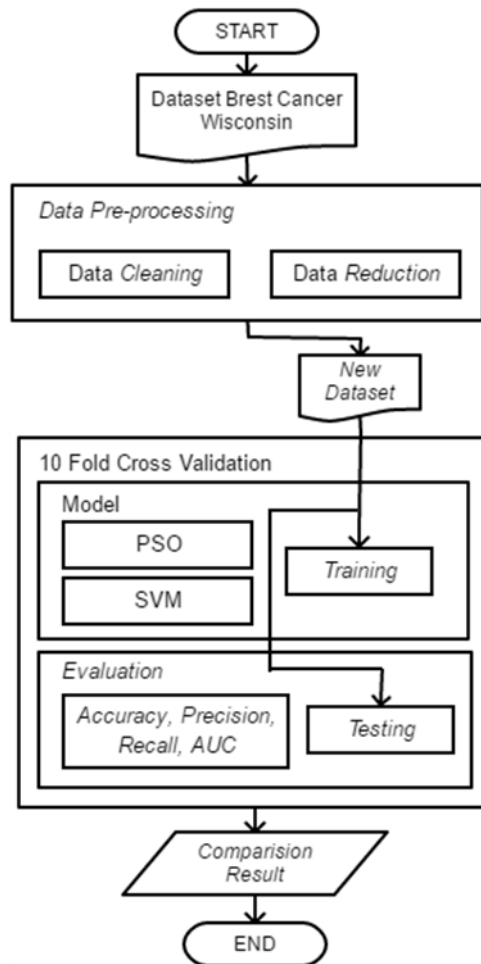 START
Dataset Brest Cancer
Wisconsin
Data Pre-processing
Data Cleaning
Data Reduction
New
Dataset
10 Fold Cross Validation
Model
PSO
SVM
Training
Evaluation
Accuracy, Precision,
Recall, AUC
Testing
Comparision
Result
END